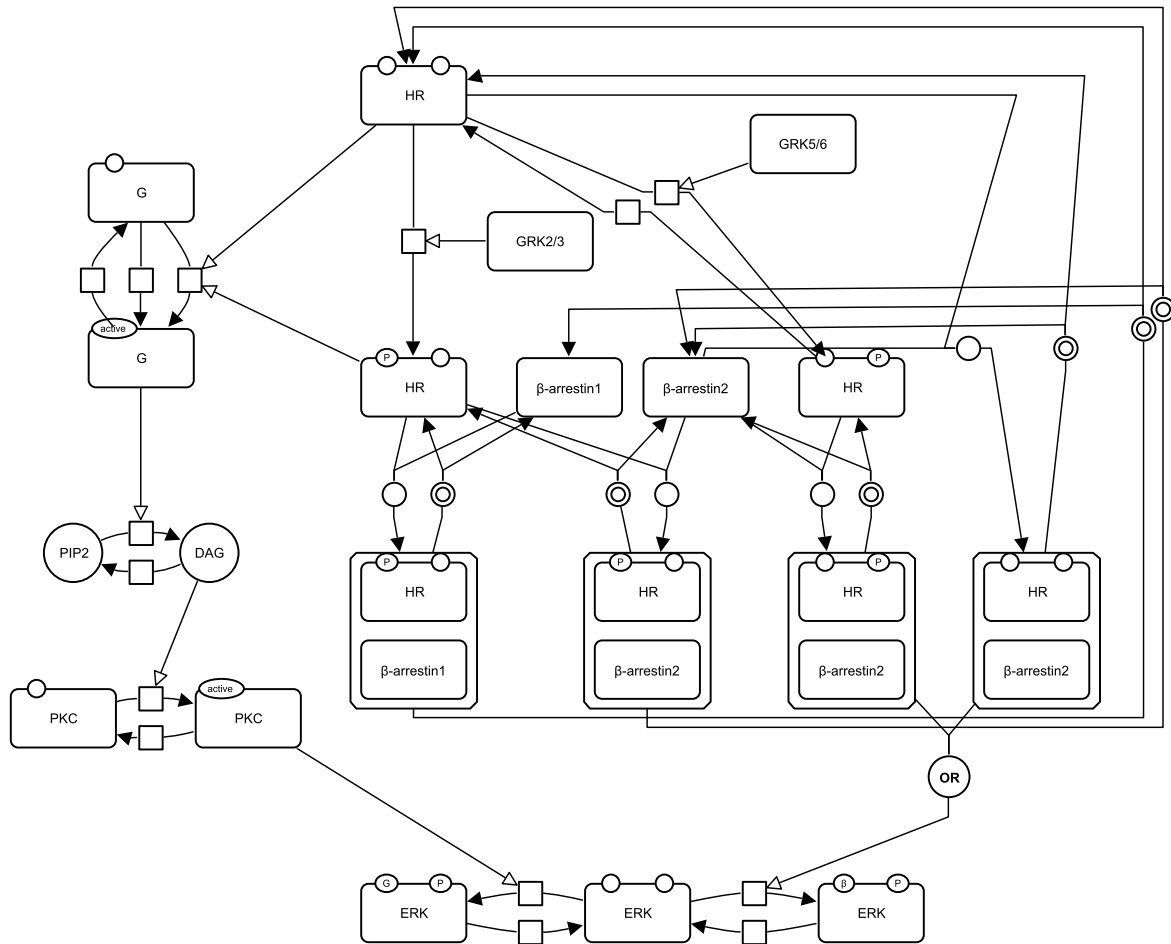 HR
GRK5/6
G
GRK2/3
active
G
P
HR
β-arrestin1
β-arrestin2
P
HR
PIP2
DAG
P
HR
β-arrestin1
P
HR
β-arrestin2
P
HR
β-arrestin2
HR
β-arrestin2
PKC
active
PKC
OR
G
P
ERK
ERK
β
P
ERK